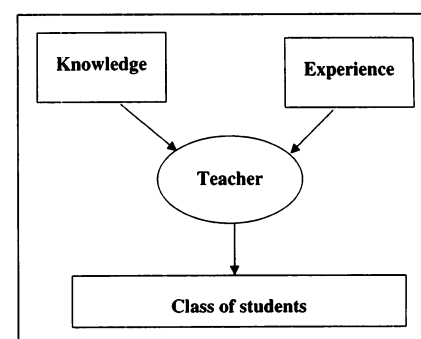 Knowledge
Experience
Teacher
Class of students